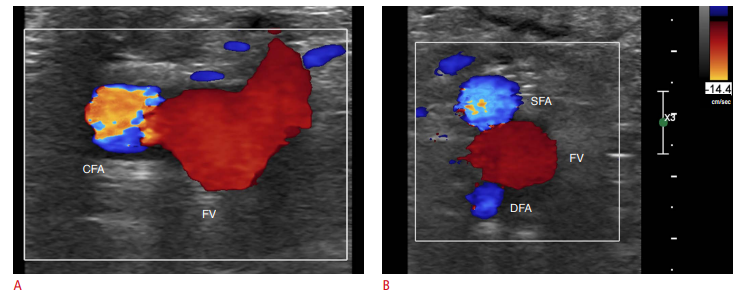 CFA
FV
A
SFA
FV
DFA
-14.4
cm/sec
X3
B